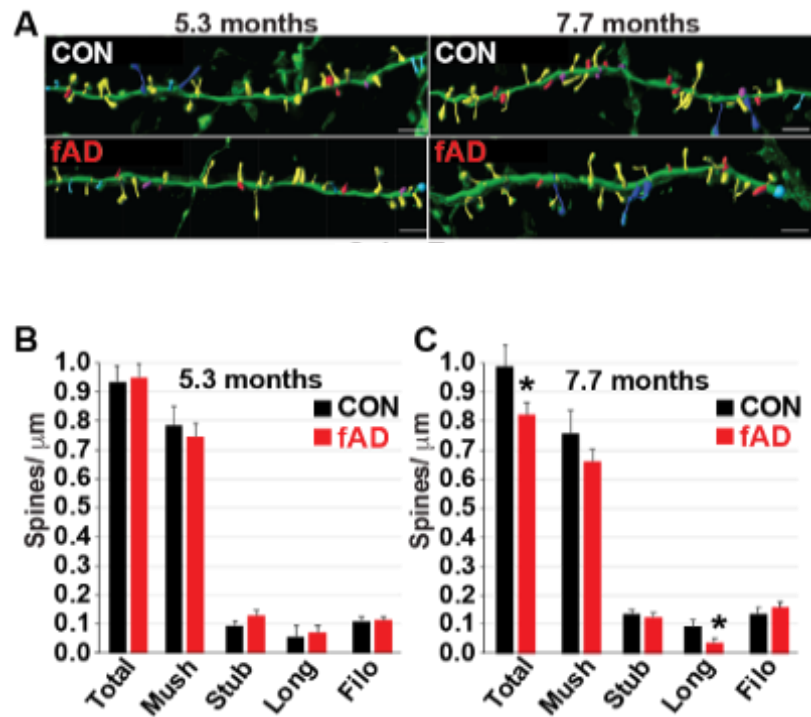 A
5.3 months
7.7 months
CON
CON
fAD
fAD
B
5.3 months
CON
fAD
Spines/ μm
1.0
0.9
0.8
0.7
0.6
0.5
0.4
0.3
0.2
0.1
0.0
Total
Mush
Stub
Long
Filo
C
7.7 months
CON
fAD
Spines/ μm
1.0
0.9
0.8
0.7
0.6
0.5
0.4
0.3
0.2
0.1
0.0
*
*
Total
Mush
Stub
Long
Filo